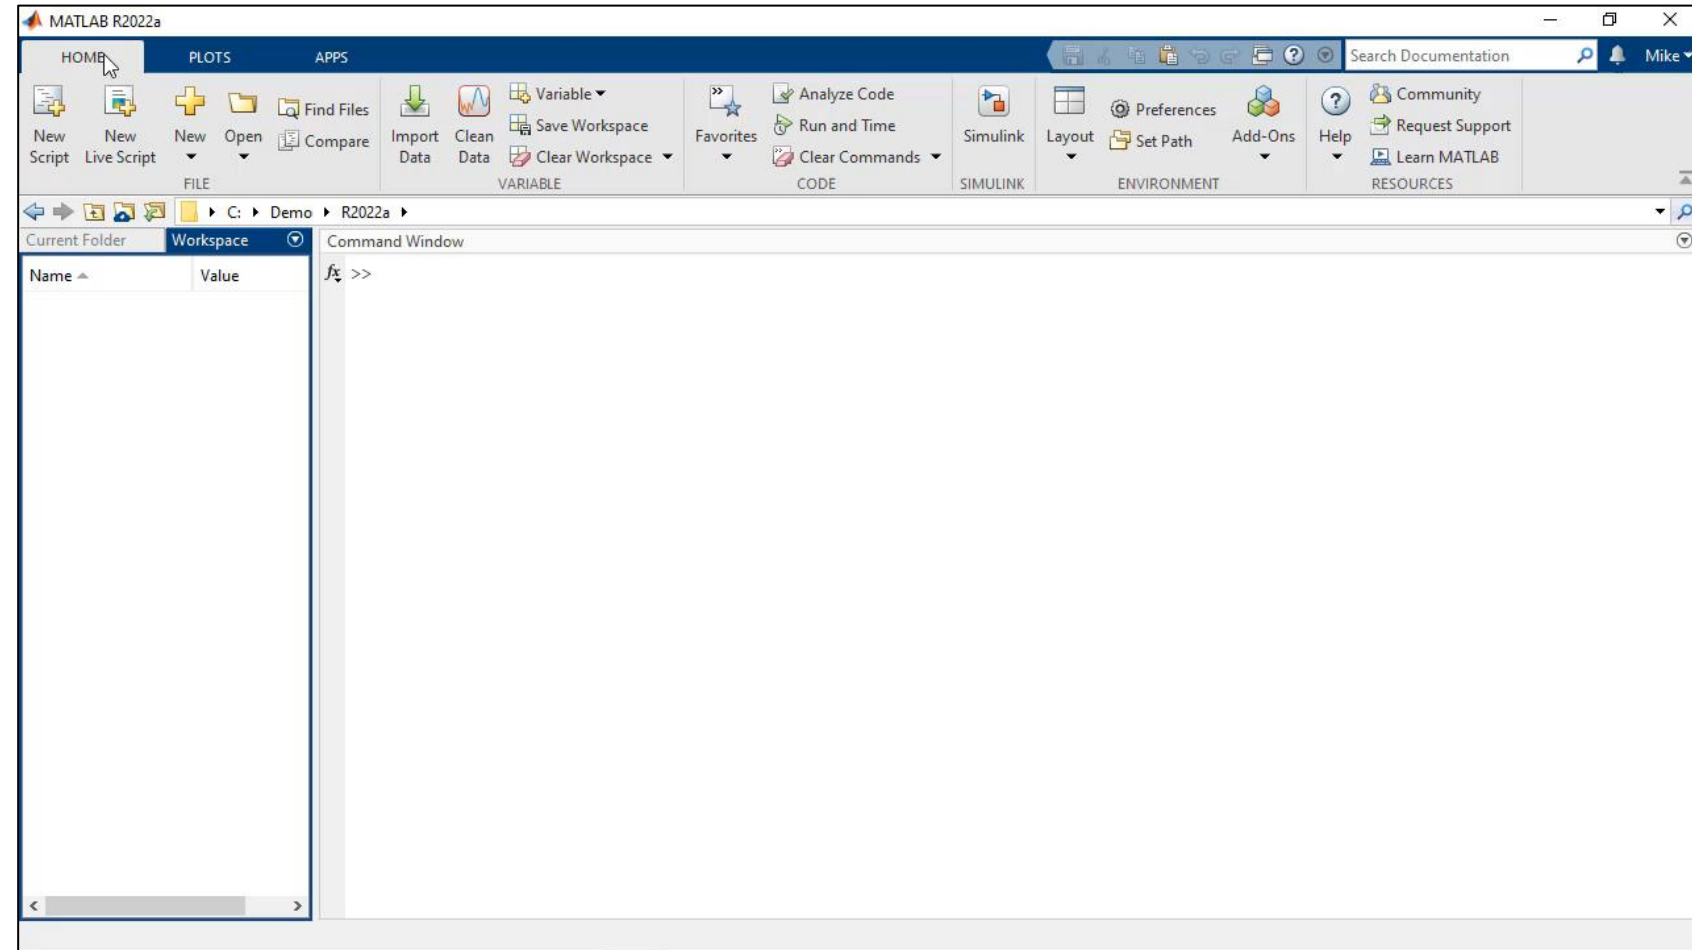 MATLAB R2022a
HOME PLOTS APPS Search Documentation Mike
New Script New Live Script New Open Find Files Compare Import Data Clean Data Variable Save Workspace Clear Workspace Favorites Analyze Code Run and Time Clear Commands Simulink Layout Preferences Set Path Add-Ons Help Community Request Support Learn MATLAB
FILE VARIABLE CODE SIMULINK ENVIRONMENT RESOURCES
C: Demo R2022a
Current Folder Workspace Command Window
Name Value fx >>